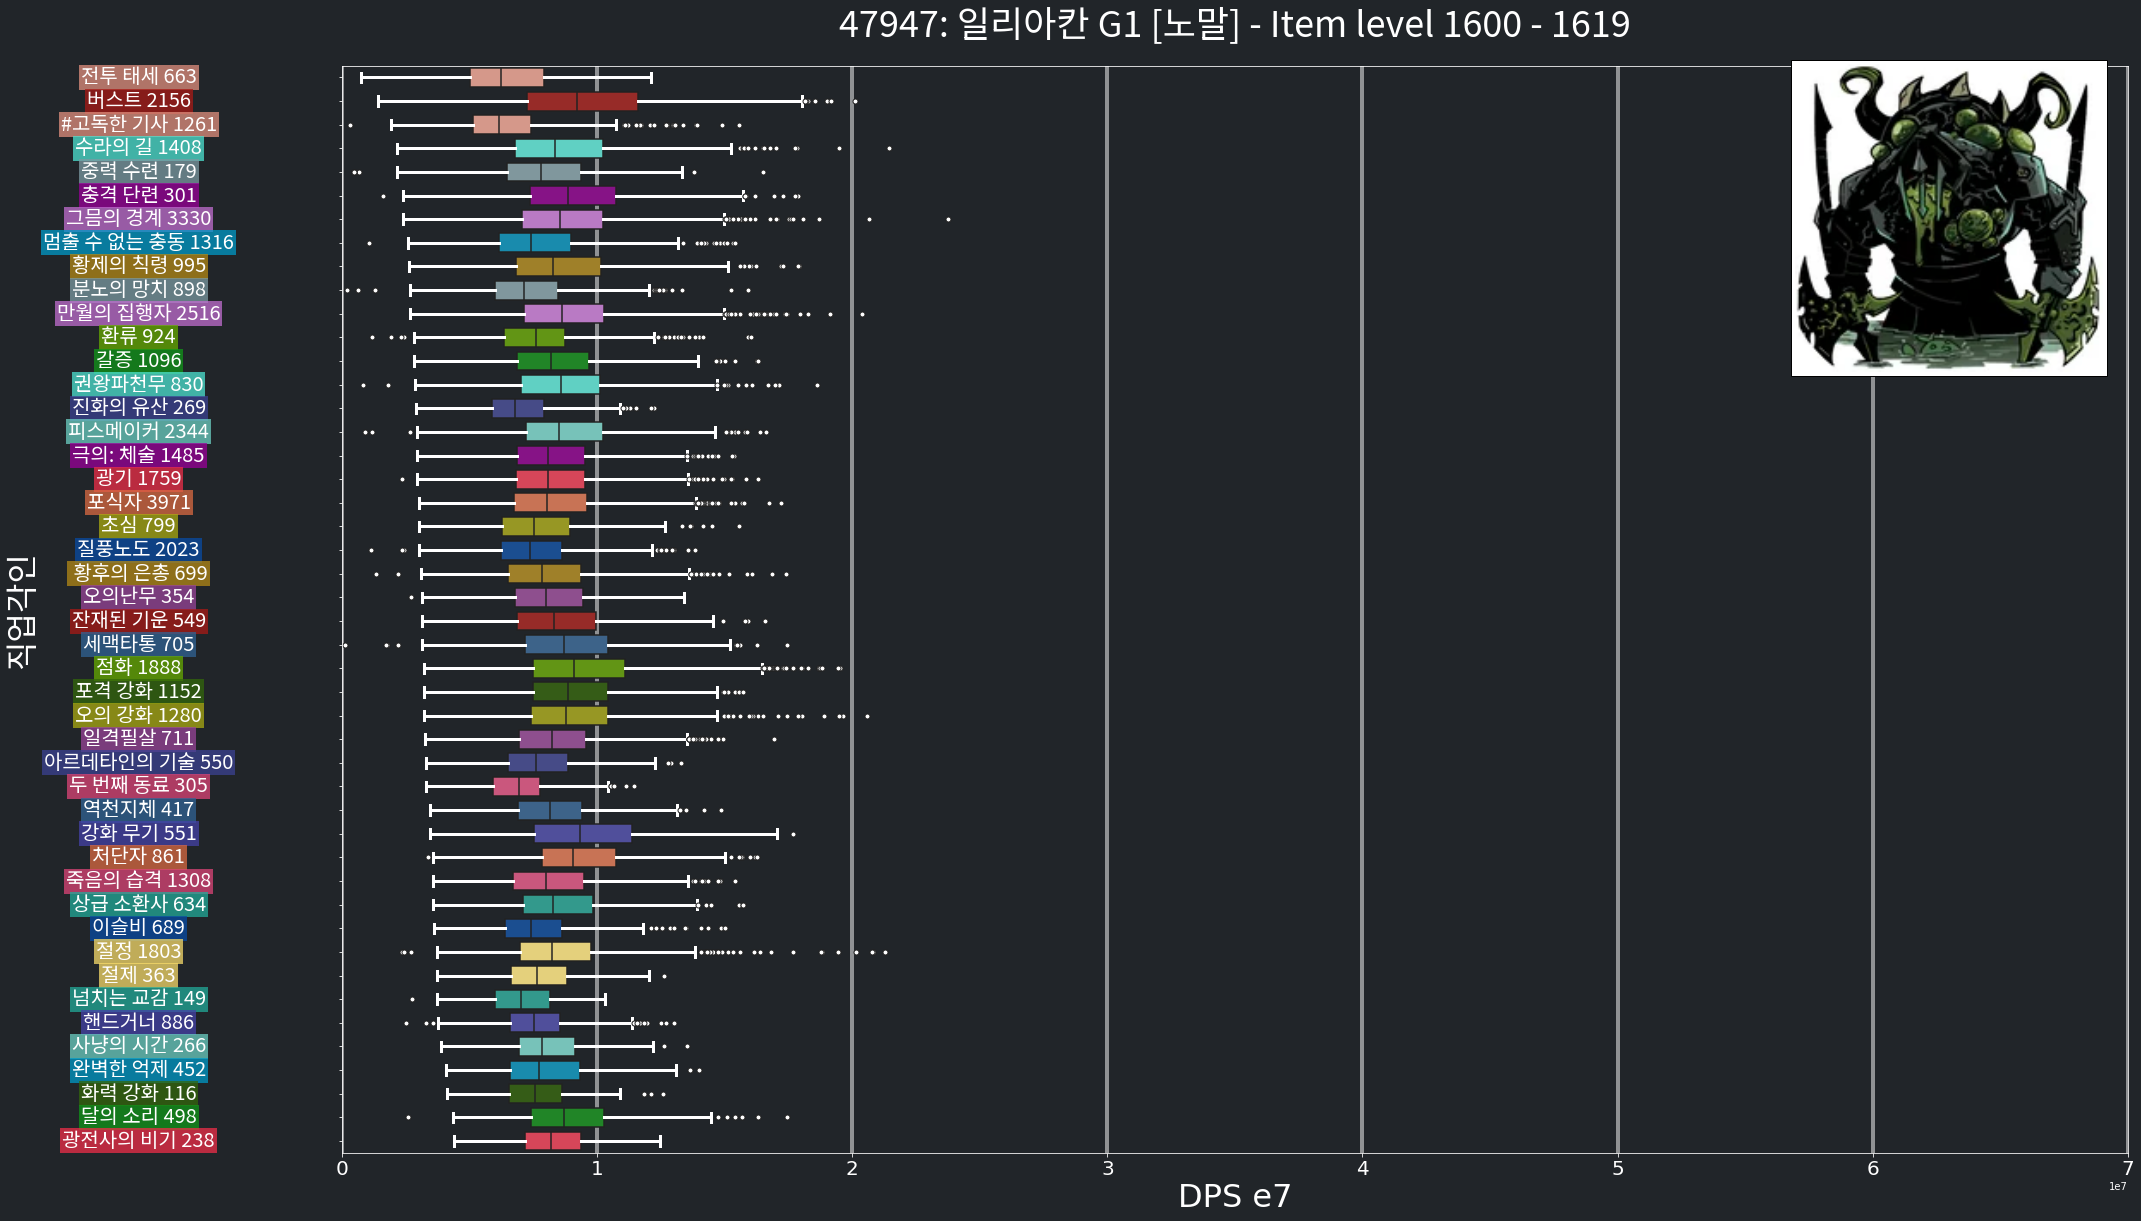 47947: 일리아칸 G1 [노말] - Item level 1600 - 1619
전투 태세 663
버스트 2156
#고독한 기사 1261
수라의 길 1408
중력 수련 179
충격 단련 301
그믐의 경계 3330
멈출 수 없는 충동 1316
황제의 칙령 995
분노의 망치 898
만월의 집행자 2516
환류 924
갈증 1096
권왕파천무 830
진화의 유산 269
피스메이커 2344
극의: 체술 1485
광기 1759
포식자 3971
초심 799
질풍노도 2023
황후의 은총 699
오의난무 354
잔재된 기운 549
세맥타통 705
점화 1888
포격 강화 1152
오의 강화 1280
일격필살 711
아르데타인의 기술 550
두 번째 동료 305
역천지체 417
강화 무기 551
처단자 861
죽음의 습격 1308
상급 소환사 634
이슬비 689
절정 1803
절제 363
넘치는 교감 149
핸드거너 886
사냥의 시간 266
완벽한 억제 452
화력 강화 116
달의 소리 498
광전사의 비기 238
직업각인
0 1 2 3 4 5 6 7
1e7
DPS e7